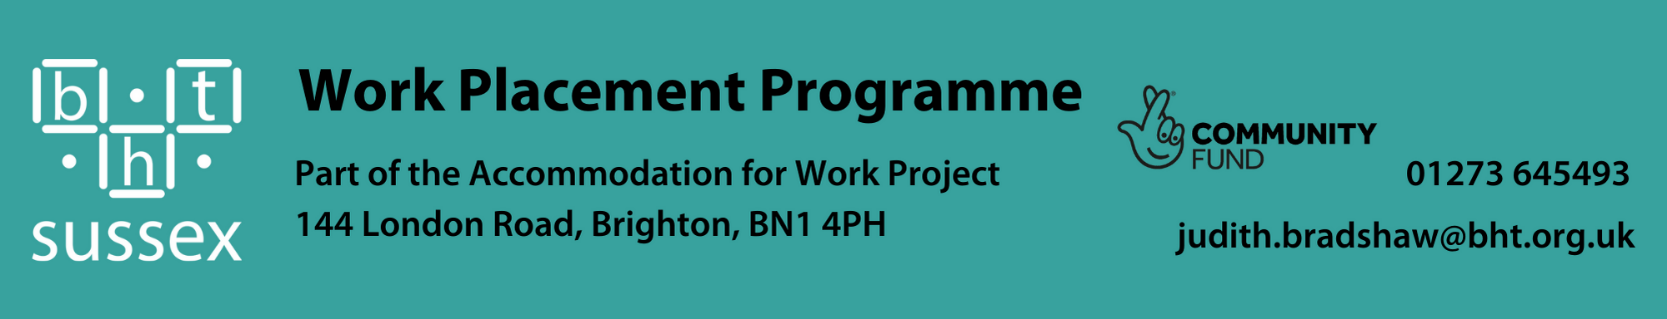 b t
h
sussex
Work Placement Programme
Part of the Accommodation for Work Project
144 London Road, Brighton, BN1 4PH
COMMUNITY
FUND
01273 645493
judith.bradshaw@bht.org.uk